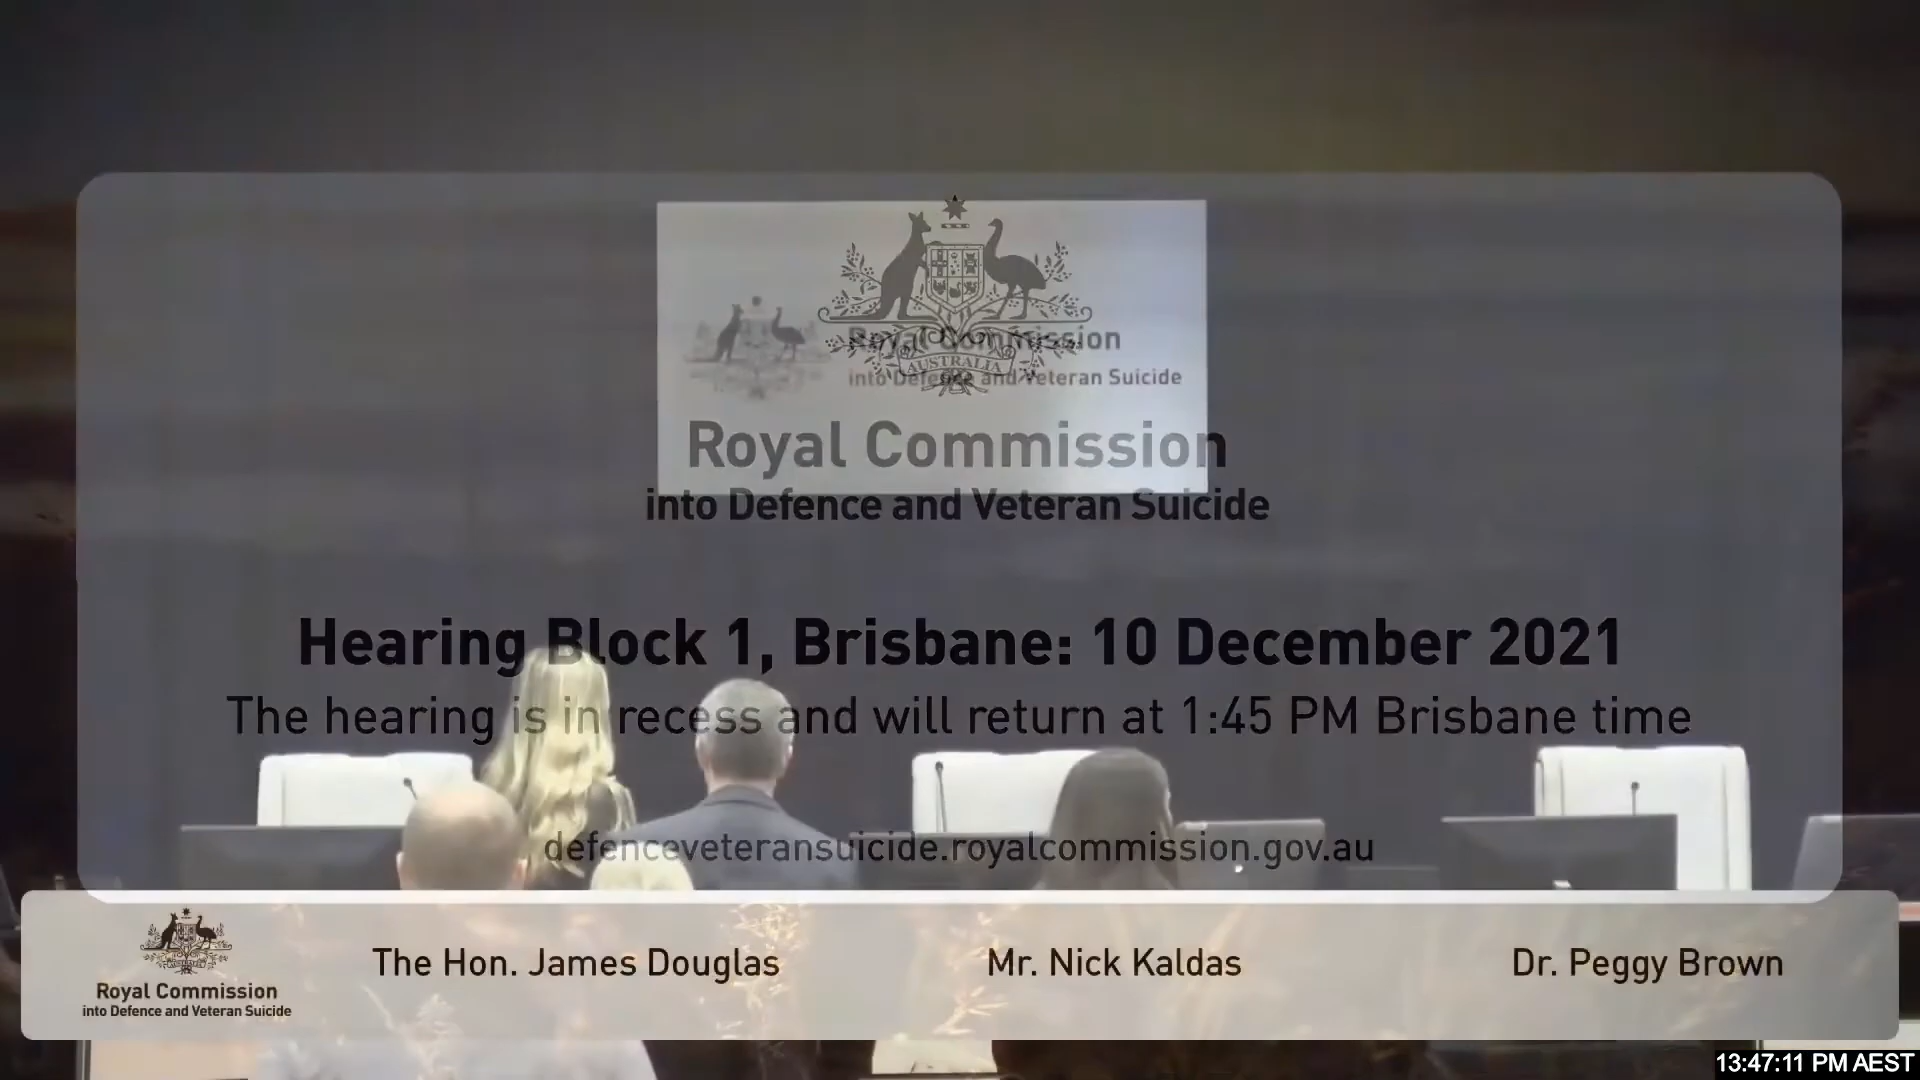 AUSTRALIA
Royal Commission
into Defence and Veteran Suicide
Royal Commission
into Defence and Veteran Suicide
Hearing Block 1, Brisbane: 10 December 2021
The hearing is in recess and will return at 1:45 PM Brisbane time
defenceveteransuicide.royalcommission.gov.au
Royal Commission
into Defence and Veteran Suicide
The Hon. James Douglas
Mr. Nick Kaldas
Dr. Peggy Brown
13:47:11 PM AEST